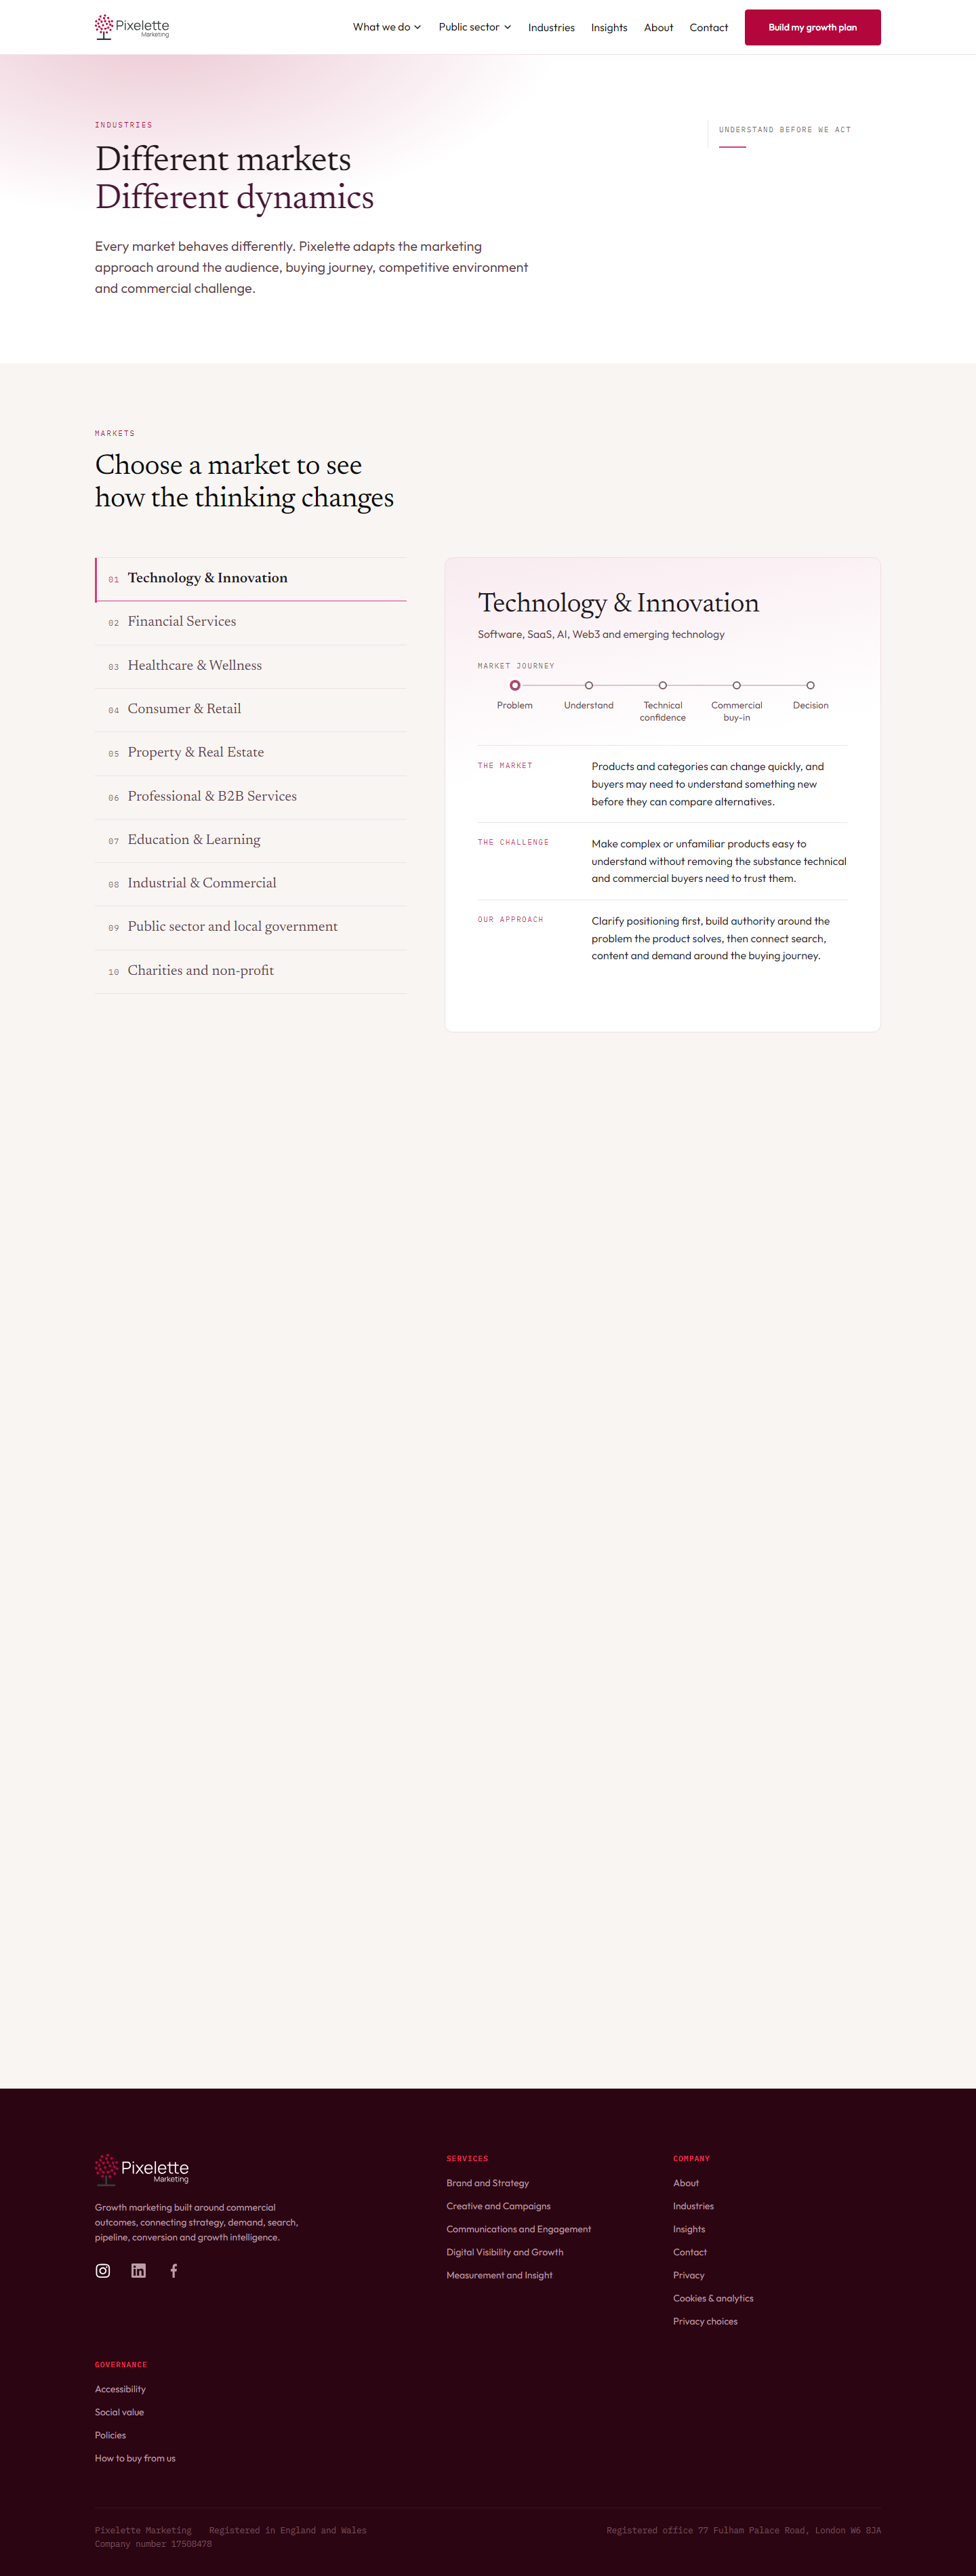 Pixelette
Marketing
What we do
Public sector
Industries
Insights
About
Contact
Build my growth plan
INDUSTRIES
Different markets
Different dynamics
Every market behaves differently. Pixelette adapts the marketing
approach around the audience, buying journey, competitive environment
and commercial challenge.
UNDERSTAND BEFORE WE ACT
MARKETS
Choose a market to see
how the thinking changes
01 Technology & Innovation
02 Financial Services
03 Healthcare & Wellness
04 Consumer & Retail
05 Property & Real Estate
06 Professional & B2B Services
07 Education & Learning
08 Industrial & Commercial
09 Public sector and local government
10 Charities and non-profit
Technology & Innovation
Software, SaaS, AI, Web3 and emerging technology
MARKET JOURNEY
Problem
Understand
Technical
confidence
Commercial
buy-in
Decision
THE MARKET
Products and categories can change quickly, and
buyers may need to understand something new
before they can compare alternatives.
THE CHALLENGE
Make complex or unfamiliar products easy to
understand without removing the substance technical
and commercial buyers need to trust them.
OUR APPROACH
Clarify positioning first, build authority around the
problem the product solves, then connect search,
content and demand around the buying journey.
Pixelette
Marketing
Growth marketing built around commercial
outcomes, connecting strategy, demand, search,
pipeline, conversion and growth intelligence.
SERVICES
Brand and Strategy
Creative and Campaigns
Communications and Engagement
Digital Visibility and Growth
Measurement and Insight
COMPANY
About
Industries
Insights
Contact
Privacy
Cookies & analytics
Privacy choices
GOVERNANCE
Accessibility
Social value
Policies
How to buy from us
Pixelette Marketing Registered in England and Wales
Company number 17508478
Registered office 77 Fulham Palace Road, London W6 8JA